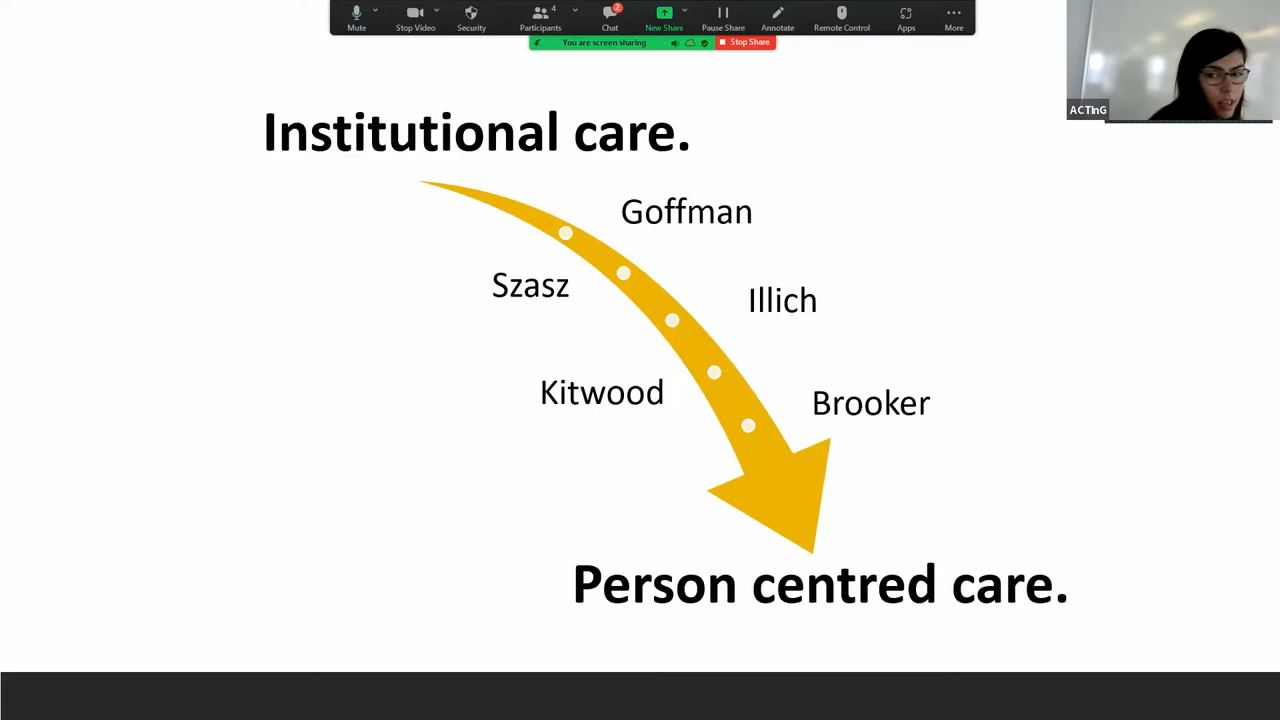 Mute
Stop Video
Security
Participants
4
Chat
2
New Share
Pause Share
Annotate
Remote Control
Apps
More
You are screen sharing
Stop Share
ACTInG
Institutional care.
Goffman
Szasz
Illich
Kitwood
Brooker
Person centred care.